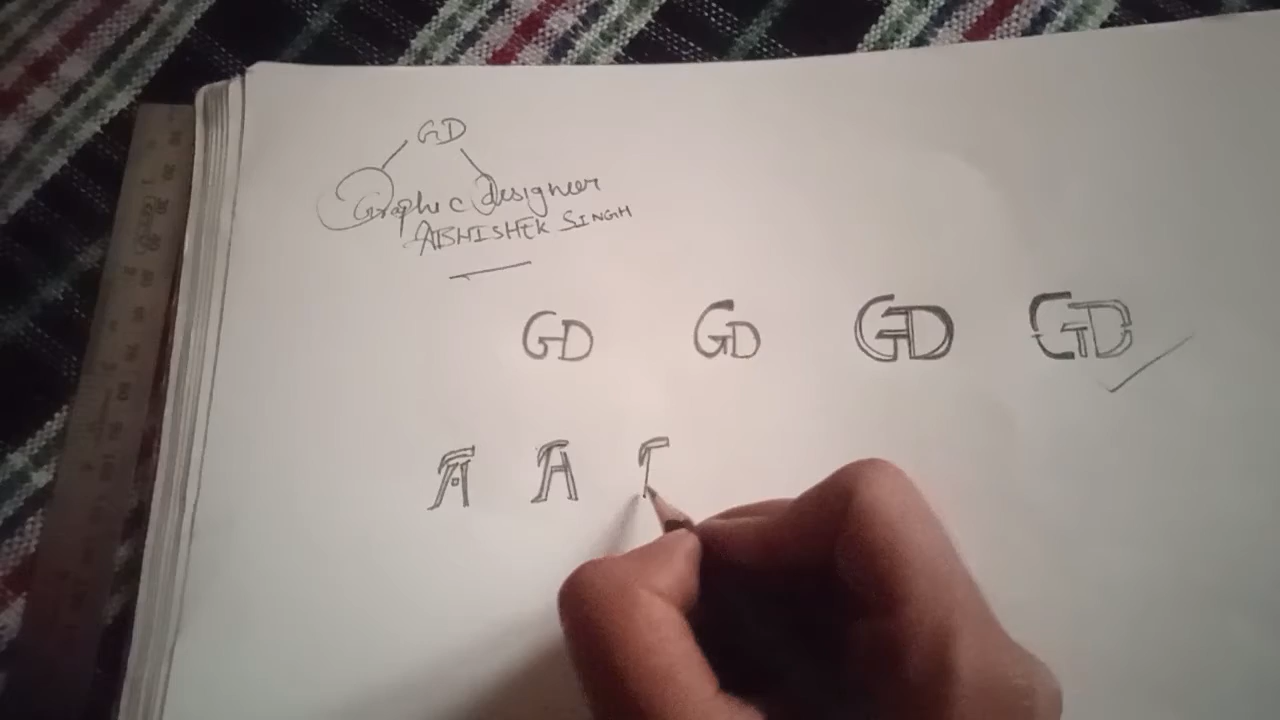 GD
Graphic designer
ABHISHEK SINGH
GD GD GD GD
A A